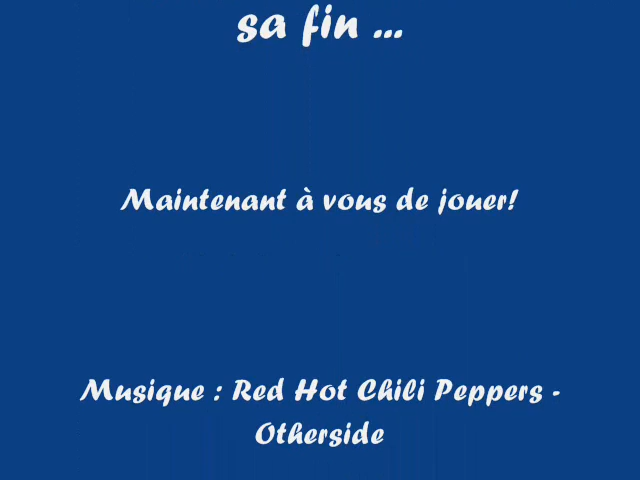 sa fin ...
Maintenant à vous de jouer!
Musique : Red Hot Chili Peppers -
Otherside